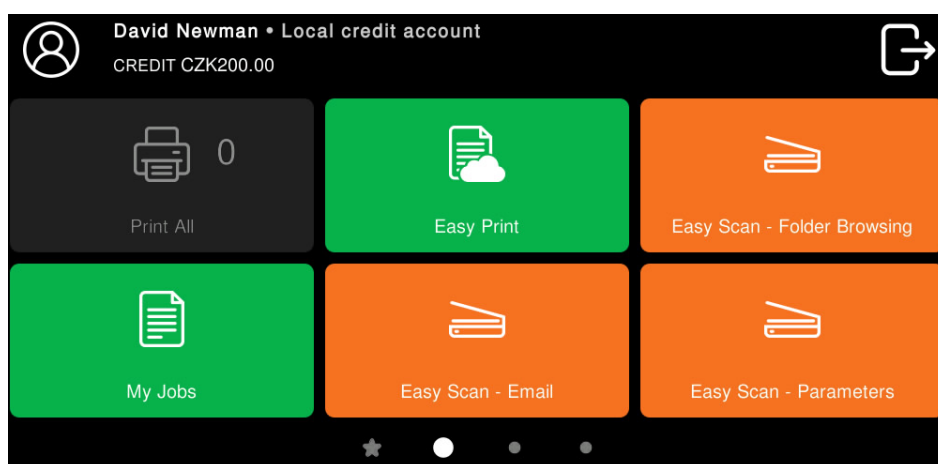 David Newman • Local credit account
CREDIT CZK200.00
0
Print All
Easy Print
Easy Scan - Folder Browsing
My Jobs
Easy Scan - Email
Easy Scan - Parameters